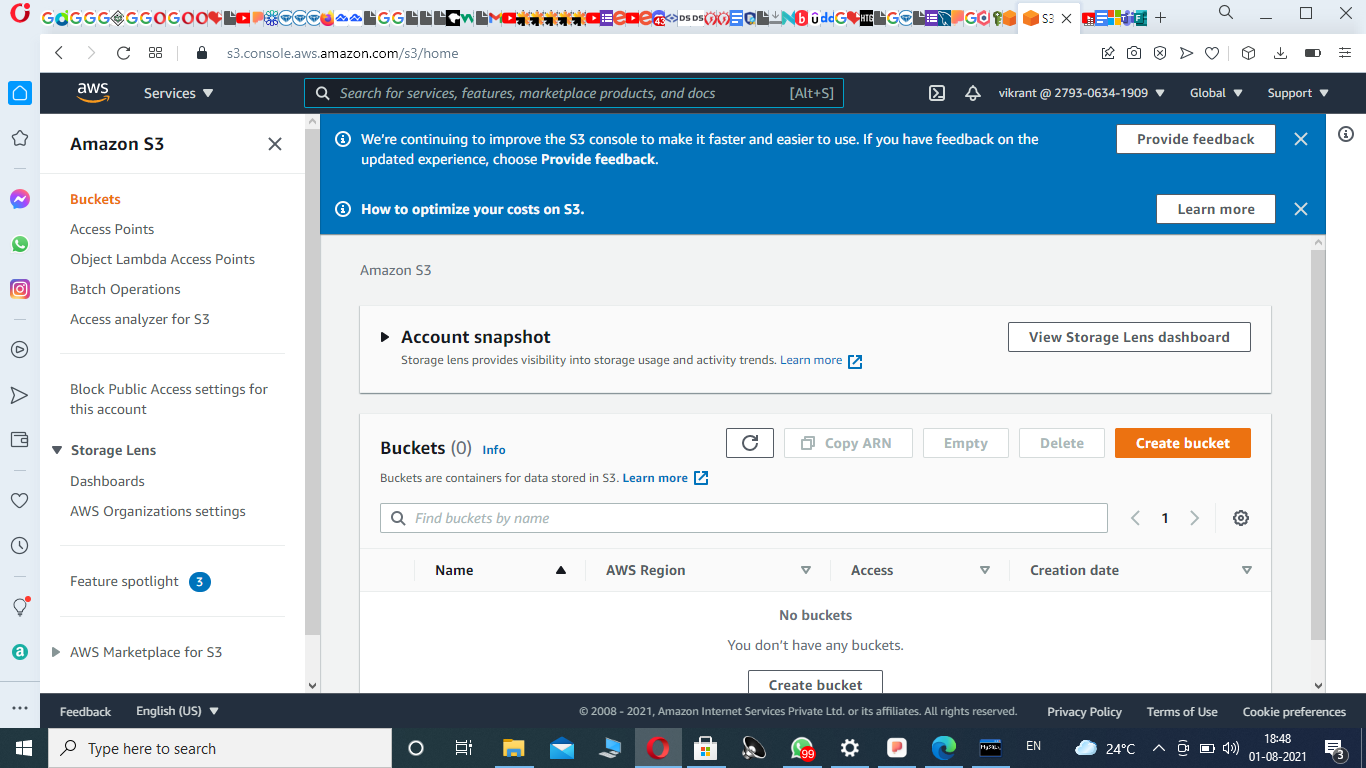 S3
s3.console.aws.amazon.com/s3/home
aws
Services
Search for services, features, marketplace products, and docs
[Alt+S]
vikrant @ 2793-0634-1909
Global
Support
Amazon S3
Buckets
Access Points
Object Lambda Access Points
Batch Operations
Access analyzer for S3
Block Public Access settings for
this account
Storage Lens
Dashboards
AWS Organizations settings
Feature spotlight 3
AWS Marketplace for S3
We're continuing to improve the S3 console to make it faster and easier to use. If you have feedback on the
updated experience, choose Provide feedback.
Provide feedback
How to optimize your costs on S3.
Learn more
Amazon S3
Account snapshot
Storage lens provides visibility into storage usage and activity trends. Learn more
View Storage Lens dashboard
Buckets (0) Info
Copy ARN
Empty
Delete
Create bucket
Buckets are containers for data stored in S3. Learn more
Find buckets by name
1
Name
AWS Region
Access
Creation date
No buckets
You don't have any buckets.
Create bucket
Feedback
English (US)
© 2008 - 2021, Amazon Internet Services Private Ltd. or its affiliates. All rights reserved.
Privacy Policy
Terms of Use
Cookie preferences
Type here to search
99
EN
24°C
18:48
01-08-2021
3